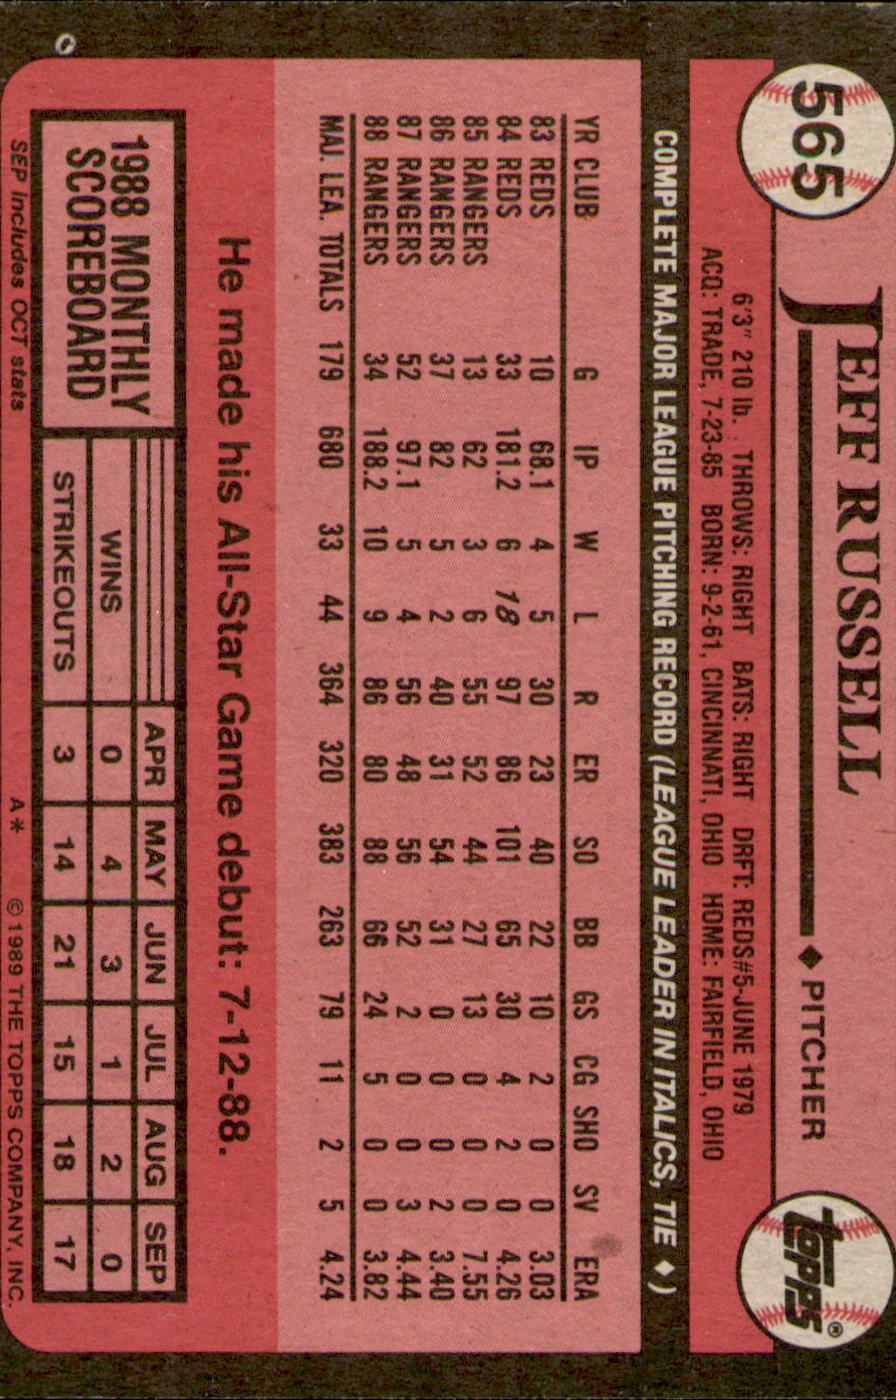 565
JEFF RUSSELL ♦ PITCHER
topps®
6'3" 210 lb. THROWS: RIGHT BATS: RIGHT DRFT: REDS#5-JUNE 1979
ACQ: TRADE, 7-23-85 BORN: 9-2-61, CINCINNATI, OHIO HOME: FAIRFIELD, OHIO
COMPLETE MAJOR LEAGUE PITCHING RECORD (LEAGUE LEADER IN ITALICS, TIE ♦)
YR CLUB G IP W L R ER SO BB GS CG SHO SV ERA
83 REDS 10 68.1 4 5 30 23 40 22 10 2 0 0 3.03
84 REDS 33 181.2 6 18 97 86 101 65 30 4 2 0 4.26
85 RANGERS 13 62 3 6 55 52 44 27 13 0 0 0 7.55
86 RANGERS 37 82 5 2 40 31 54 31 0 0 0 2 3.40
87 RANGERS 52 97.1 5 4 56 48 56 52 2 0 0 3 4.44
88 RANGERS 34 188.2 10 9 86 80 88 66 24 5 0 0 3.82
MAJ. LEA. TOTALS 179 680 33 44 364 320 383 263 79 11 2 5 4.24
He made his All-Star Game debut: 7-12-88.
1988 MONTHLY
SCOREBOARD
APR MAY JUN JUL AUG SEP
WINS 0 4 3 1 2 0
STRIKEOUTS 3 14 21 15 18 17
SEP includes OCT stats A* ©1989 THE TOPPS COMPANY, INC.